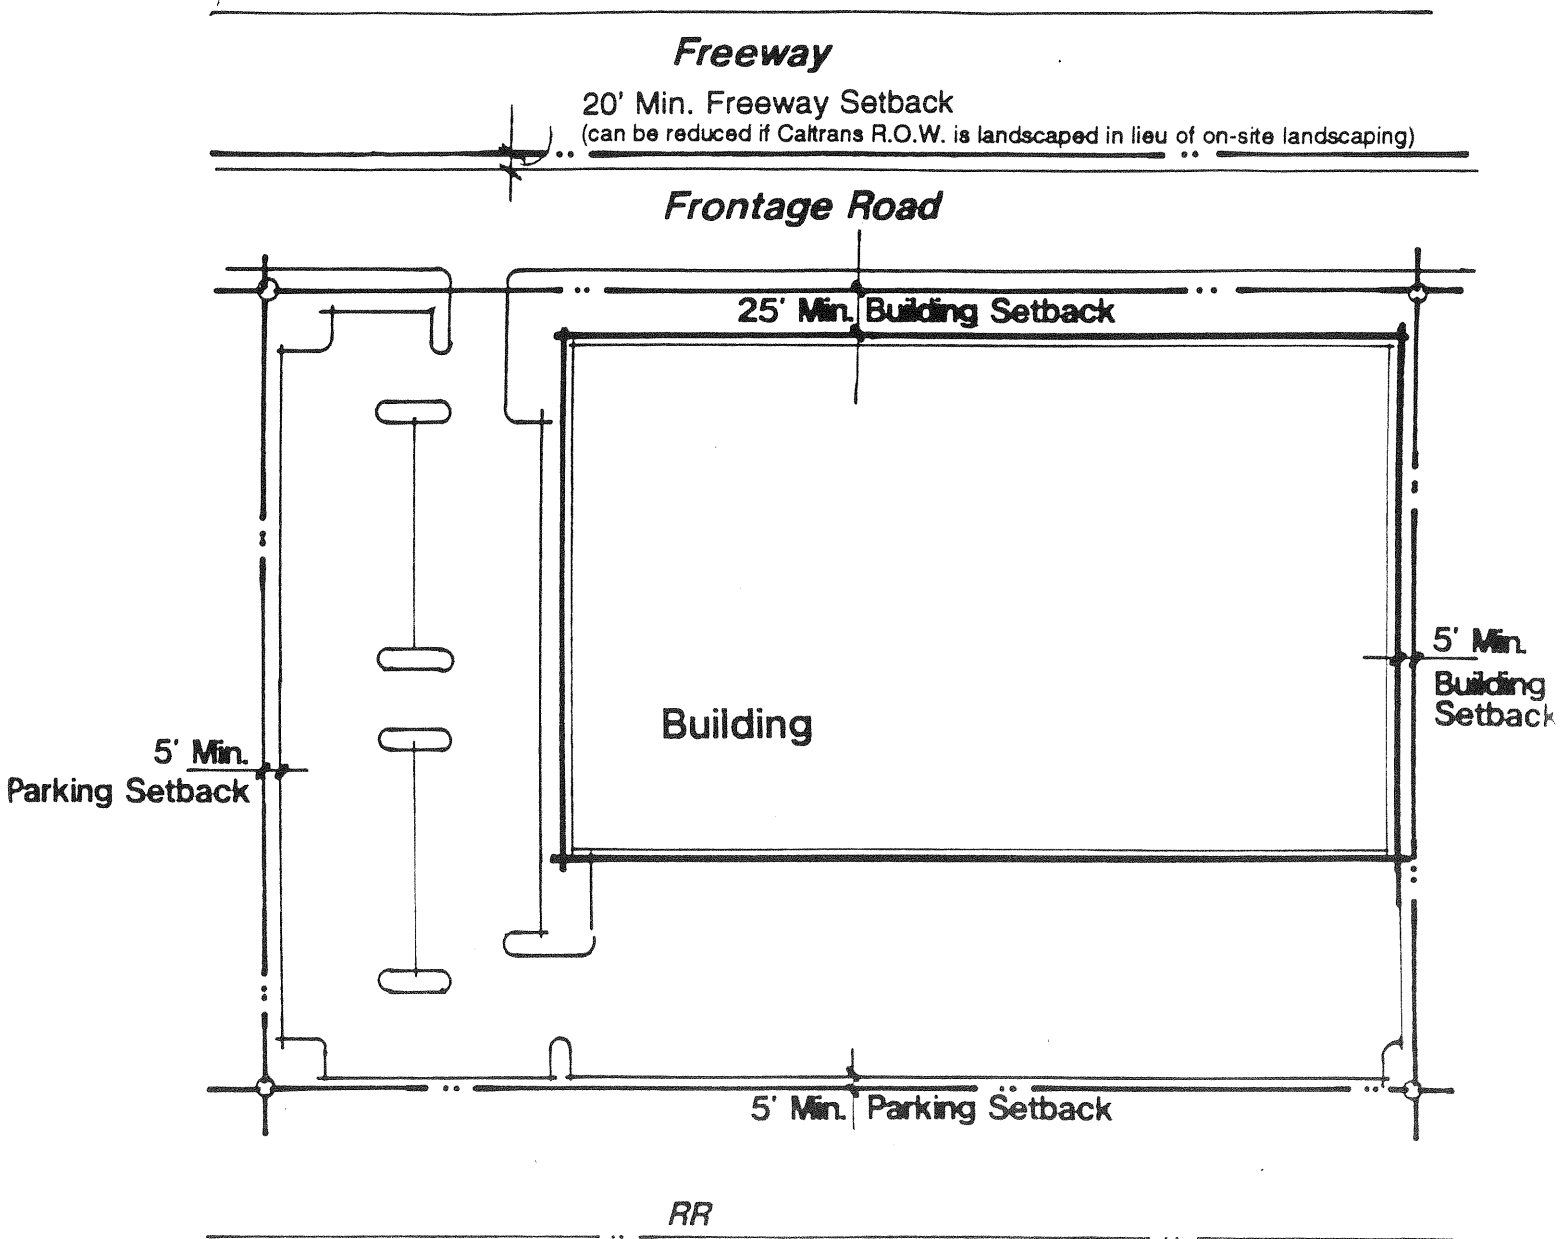 Freeway
20' Min. Freeway Setback
(can be reduced if Caltrans R.O.W. is landscaped in lieu of on-site landscaping)
Frontage Road
25' Min. Building Setback
5' Min.
Building
Setback
Building
5' Min.
Parking Setback
5' Min. Parking Setback
RR